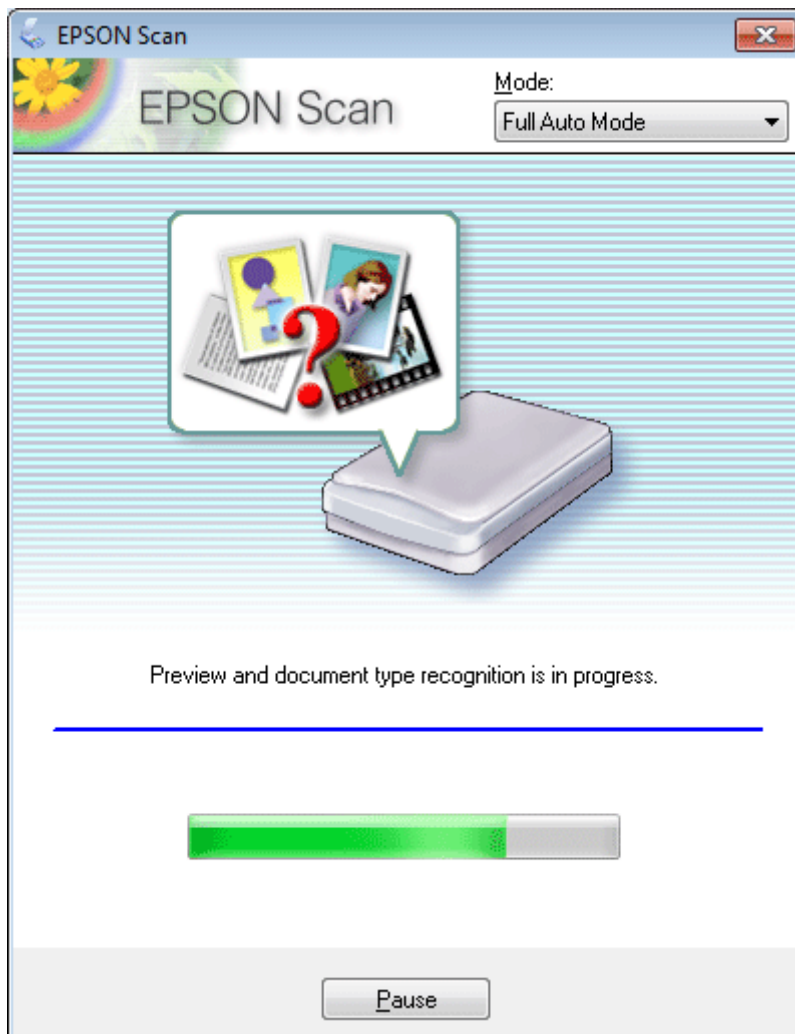 EPSON Scan
EPSON Scan
Mode:
Full Auto Mode
?
Preview and document type recognition is in progress.
Pause